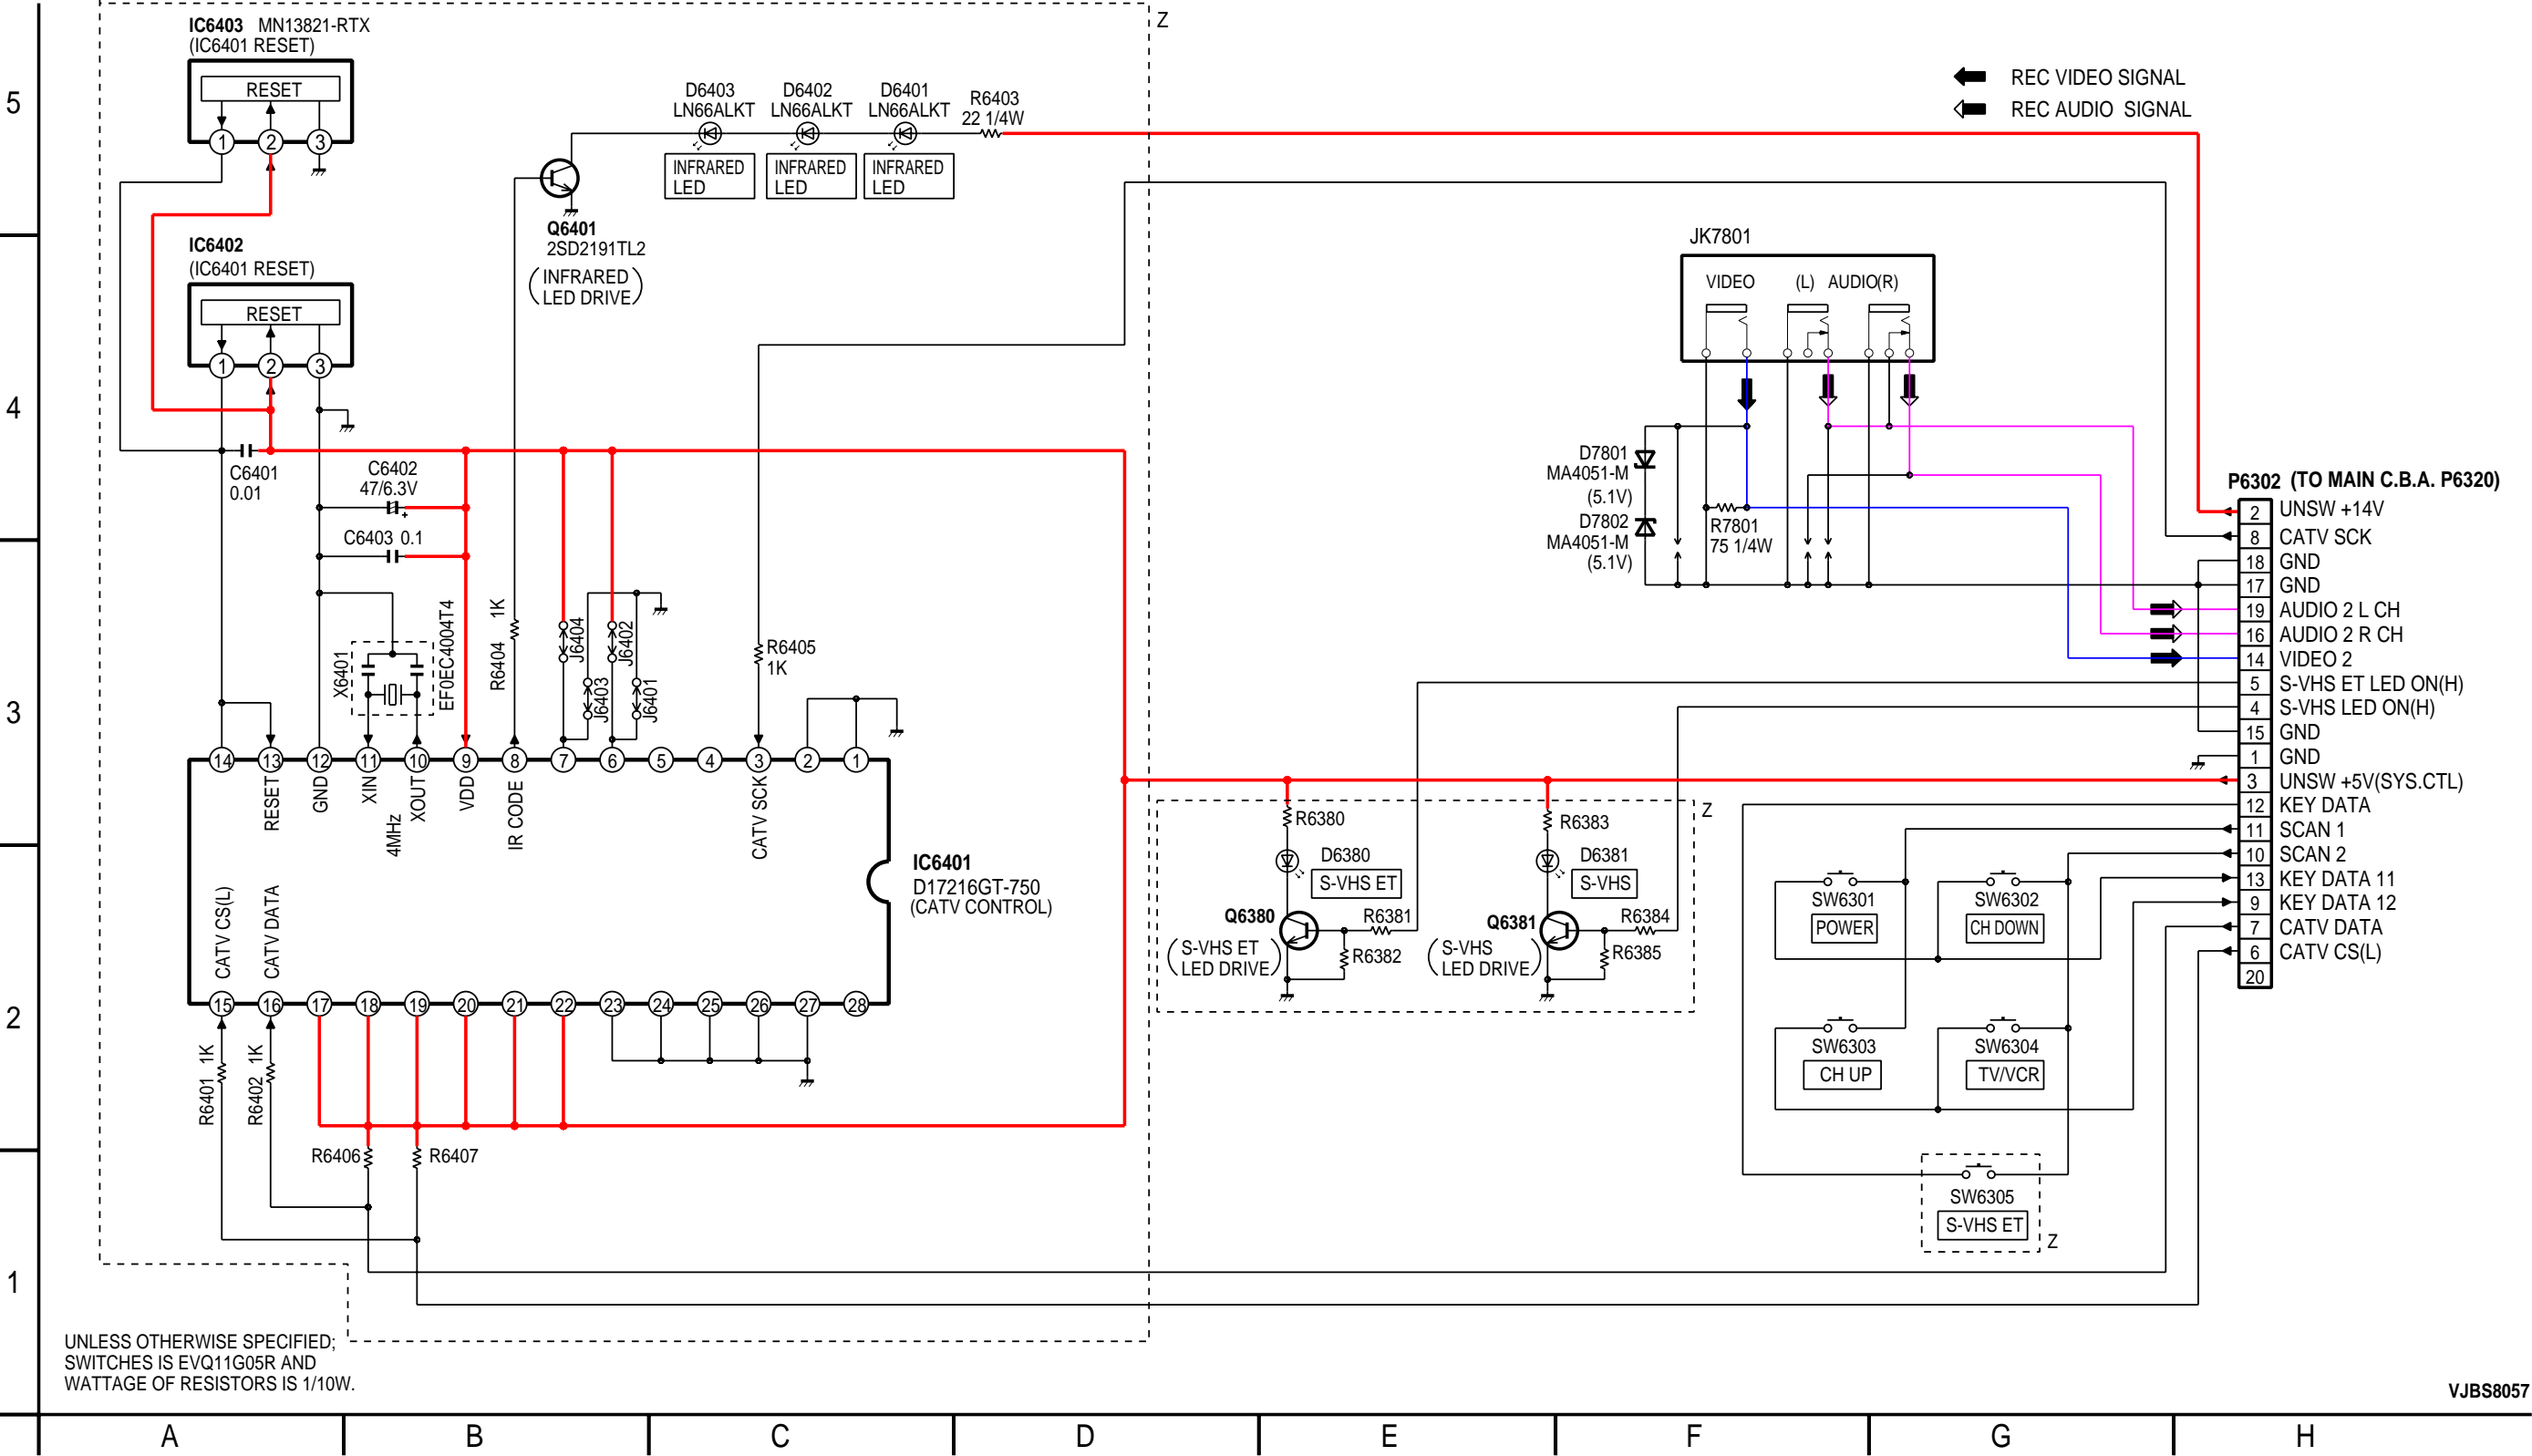 IC6403 MN13821-RTX
(IC6401 RESET)
RESET
1 2 3
Z
5
D6403
LN66ALKT
D6402
LN66ALKT
D6401
LN66ALKT
R6403
22 1/4W
INFRARED
LED
INFRARED
LED
INFRARED
LED
REC VIDEO SIGNAL
REC AUDIO SIGNAL
Q6401
2SD2191TL2
(INFRARED
LED DRIVE)
IC6402
(IC6401 RESET)
RESET
1 2 3
4
JK7801
VIDEO (L) AUDIO(R)
C6401
0.01
C6402
47/6.3V
+
C6403 0.1
D7801
MA4051-M
(5.1V)
D7802
MA4051-M
(5.1V)
R7801
75 1/4W
P6302 (TO MAIN C.B.A. P6320)
2 UNSW +14V
8 CATV SCK
18 GND
17 GND
19 AUDIO 2 L CH
16 AUDIO 2 R CH
14 VIDEO 2
5 S-VHS ET LED ON(H)
4 S-VHS LED ON(H)
15 GND
1 GND
3 UNSW +5V(SYS.CTL)
12 KEY DATA
11 SCAN 1
10 SCAN 2
13 KEY DATA 11
9 KEY DATA 12
7 CATV DATA
6 CATV CS(L)
20
X6401
EF0EC4004T4
R6404 1K
J6404
J6402
J6403
J6401
R6405
1K
3
14 13 12 11 10 9 8 7 6 5 4 3 2 1
RESET
GND
XIN
4MHz
XOUT
VDD
IR CODE
CATV SCK
CATV CS(L)
CATV DATA
IC6401
D17216GT-750
(CATV CONTROL)
15 16 17 18 19 20 21 22 23 24 25 26 27 28
2
R6401 1K
R6402 1K
R6406
R6407
Z
R6380
R6383
D6380
S-VHS ET
D6381
S-VHS
Q6380
R6381
(S-VHS ET
LED DRIVE)
R6382
Q6381
R6384
(S-VHS
LED DRIVE)
R6385
SW6301
POWER
SW6302
CH DOWN
SW6303
CH UP
SW6304
TV/VCR
SW6305
S-VHS ET
Z
1
UNLESS OTHERWISE SPECIFIED;
SWITCHES IS EVQ11G05R AND
WATTAGE OF RESISTORS IS 1/10W.
VJBS8057
A B C D E F G H